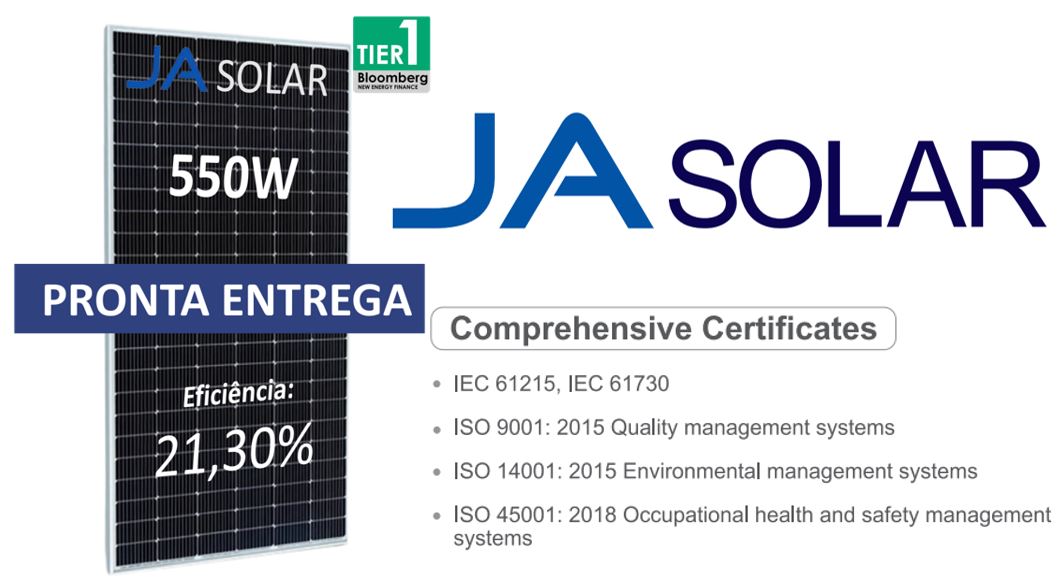 JA SOLAR
TIER 1
Bloomberg
NEW ENERGY FINANCE
550W
PRONTA ENTREGA
Eficiência:
21,30%
JA SOLAR
Comprehensive Certificates
• IEC 61215, IEC 61730
• ISO 9001: 2015 Quality management systems
• ISO 14001: 2015 Environmental management systems
• ISO 45001: 2018 Occupational health and safety management
systems